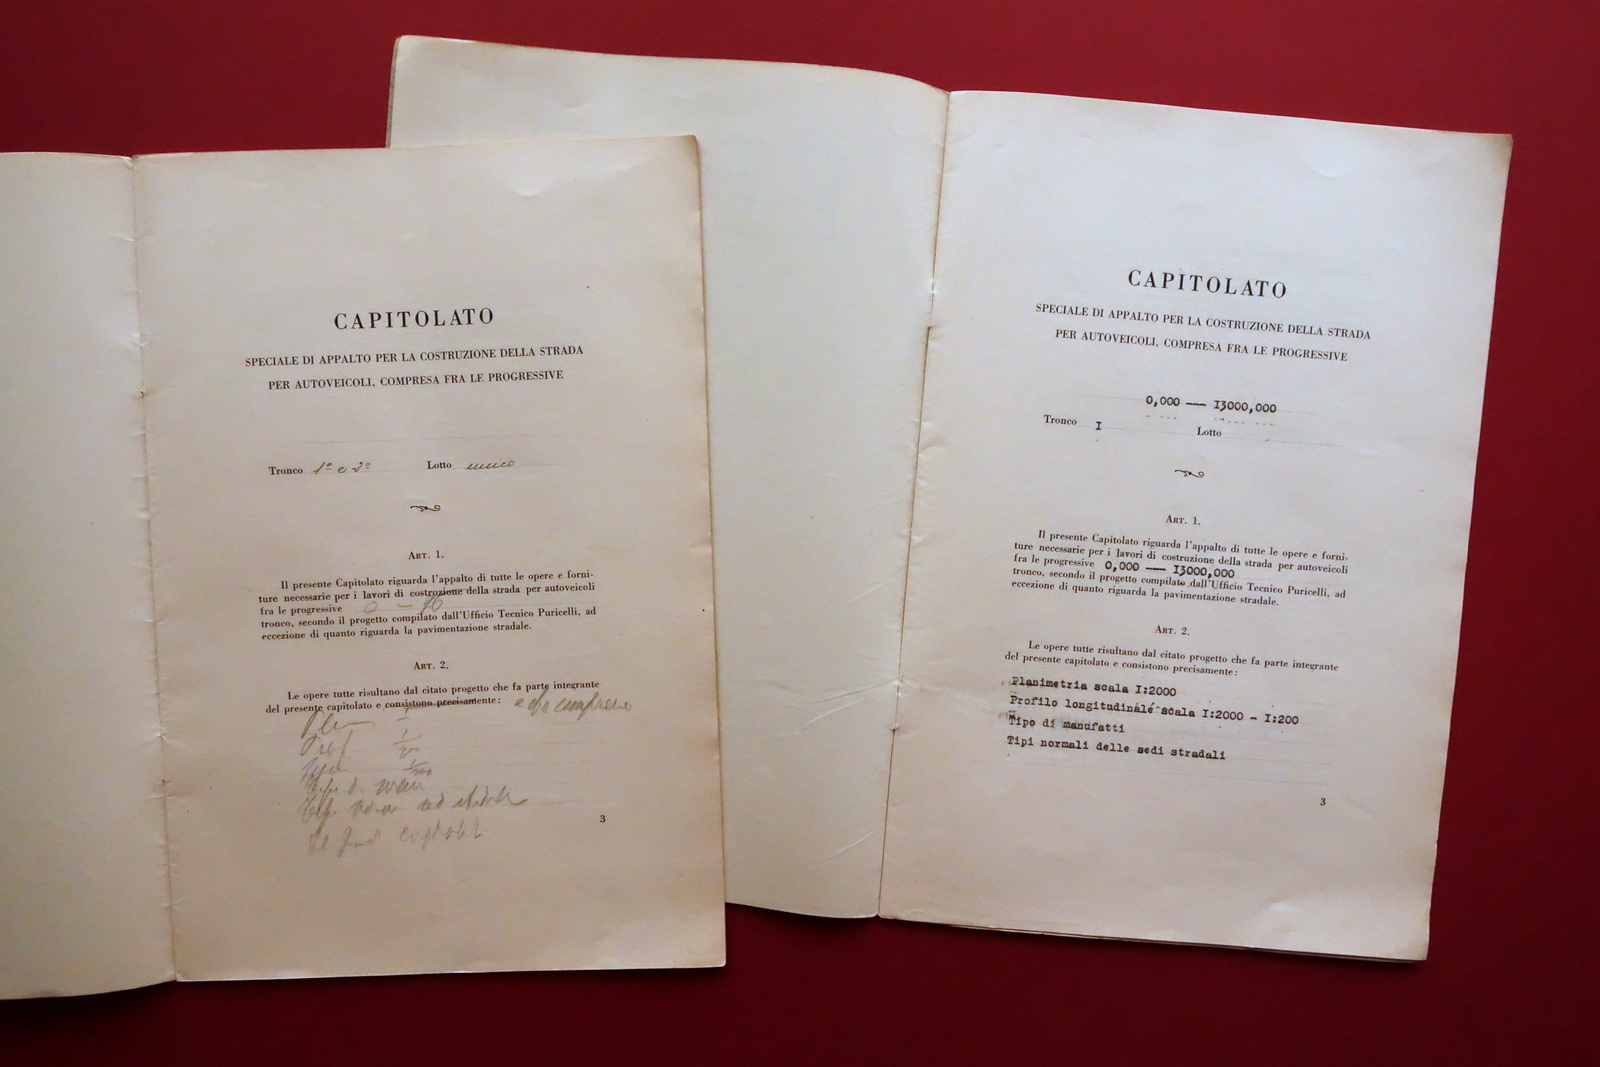 CAPITOLATO
SPECIALE DI APPALTO PER LA COSTRUZIONE DELLA STRADA
PER AUTOVEICOLI, COMPRESA FRA LE PROGRESSIVE
Tronco 1º e 2º Lotto unico
Art. 1.
Il presente Capitolato riguarda l'appalto di tutte le opere e forni-
ture necessarie per i lavori di costruzione della strada per autoveicoli
fra le progressive 0 — 16
tronco, secondo il progetto compilato dall'Ufficio Tecnico Puricelli, ad
eccezione di quanto riguarda la pavimentazione stradale.
Art. 2.
Le opere tutte risultano dal citato progetto che fa parte integrante
del presente capitolato e consistono precisamente:
3
CAPITOLATO
SPECIALE DI APPALTO PER LA COSTRUZIONE DELLA STRADA
PER AUTOVEICOLI, COMPRESA FRA LE PROGRESSIVE
0,000 — I3000,000
Tronco I Lotto
Art. 1.
Il presente Capitolato riguarda l'appalto di tutte le opere e forni-
ture necessarie per i lavori di costruzione della strada per autoveicoli
fra le progressive 0,000 — I3000,000
tronco, secondo il progetto compilato dall'Ufficio Tecnico Puricelli, ad
eccezione di quanto riguarda la pavimentazione stradale.
Art. 2.
Le opere tutte risultano dal citato progetto che fa parte integrante
del presente capitolato e consistono precisamente:
Planimetria scala I:2000
Profilo longitudinale scala I:2000 - I:200
Tipo di manufatti
Tipi normali delle sedi stradali
3